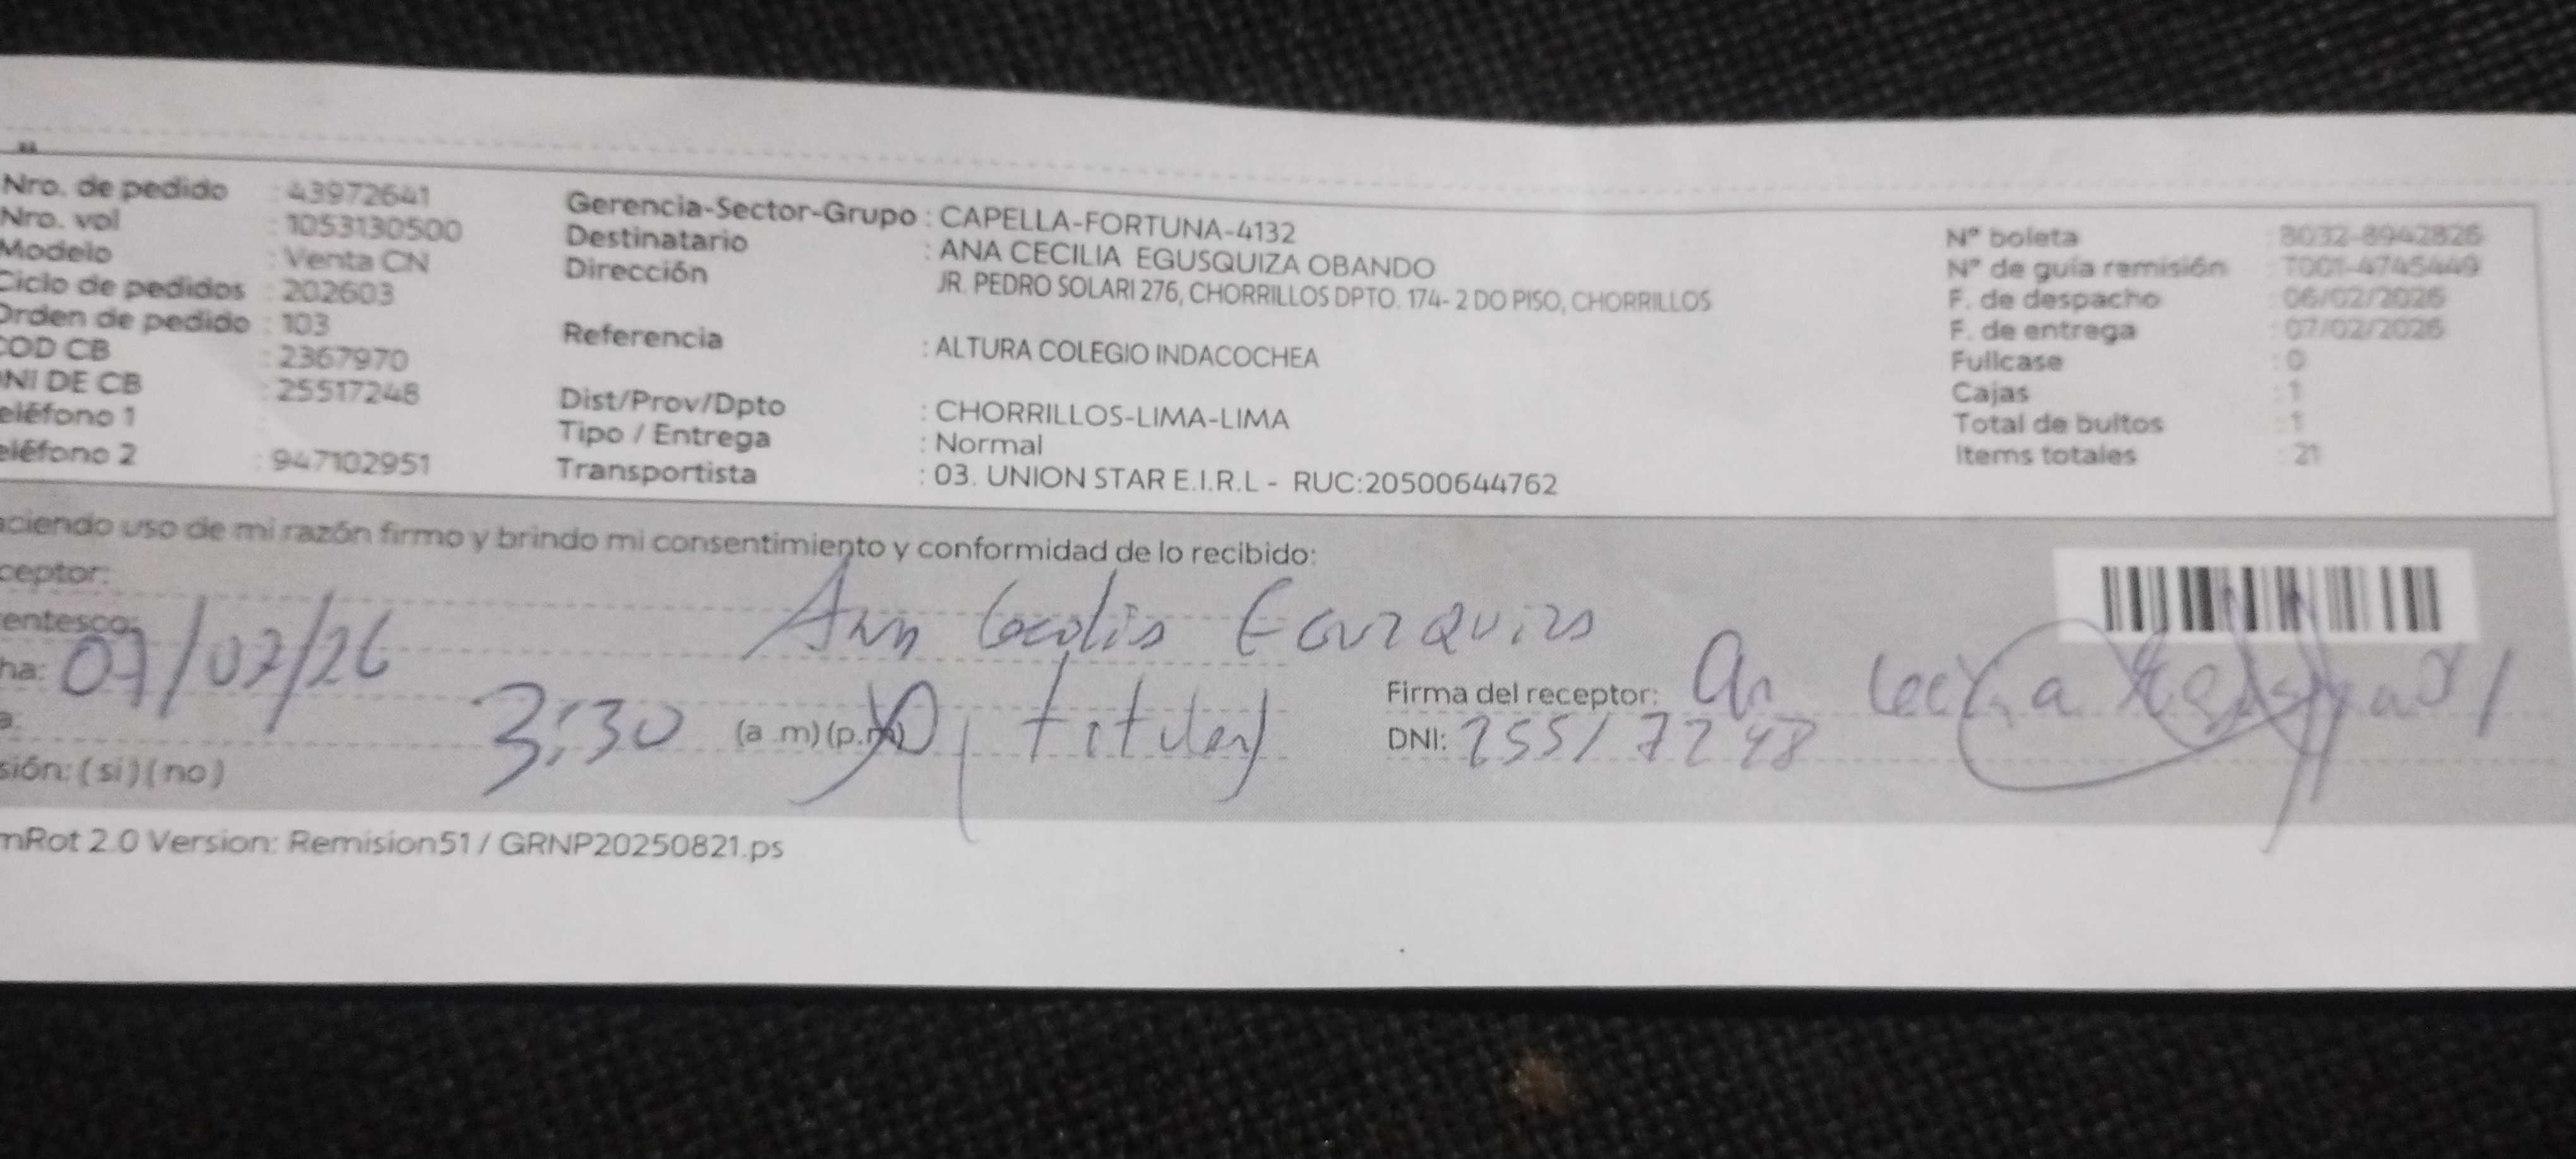 Nro. de pedido : 43972641
Nro. vol : 1053130500
Modelo : Venta CN
Ciclo de pedidos : 202603
Orden de pedido : 103
COD CB : 2367970
NI DE CB : 25517248
eléfono 1 :
eléfono 2 : 947102951
Gerencia-Sector-Grupo : CAPELLA-FORTUNA-4132
Destinatario : ANA CECILIA EGUSQUIZA OBANDO
Dirección JR. PEDRO SOLARI 276, CHORRILLOS DPTO. 174- 2 DO PISO, CHORRILLOS
Referencia : ALTURA COLEGIO INDACOCHEA
Dist/Prov/Dpto : CHORRILLOS-LIMA-LIMA
Tipo / Entrega : Normal
Transportista : 03. UNION STAR E.I.R.L - RUC:20500644762
N° boleta : B032-8942826
N° de guía remisión : T001-4745449
F. de despacho : 06/02/2026
F. de entrega : 07/02/2026
Fullcase : 0
Cajas : 1
Total de bultos : 1
Items totales : 21
aciendo uso de mi razón firmo y brindo mi consentimiento y conformidad de lo recibido:
ceptor:
entesco:
ha: 07/02/26
a: 3:30 (a .m) (p.m) titular
sión: ( si ) ( no )
Firma del receptor:
DNI: 25517248
mRot 2.0 Version: Remision51 / GRNP20250821.ps